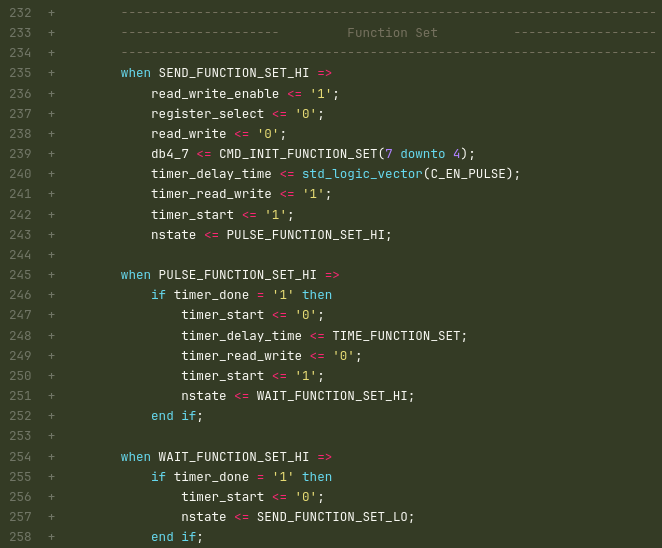 232 + -----------------------------------------------------------------------
233 + --------------------- Function Set -------------------
234 + -----------------------------------------------------------------------
235 + when SEND_FUNCTION_SET_HI =>
236 + read_write_enable <= '1';
237 + register_select <= '0';
238 + read_write <= '0';
239 + db4_7 <= CMD_INIT_FUNCTION_SET(7 downto 4);
240 + timer_delay_time <= std_logic_vector(C_EN_PULSE);
241 + timer_read_write <= '1';
242 + timer_start <= '1';
243 + nstate <= PULSE_FUNCTION_SET_HI;
244 +
245 + when PULSE_FUNCTION_SET_HI =>
246 + if timer_done = '1' then
247 + timer_start <= '0';
248 + timer_delay_time <= TIME_FUNCTION_SET;
249 + timer_read_write <= '0';
250 + timer_start <= '1';
251 + nstate <= WAIT_FUNCTION_SET_HI;
252 + end if;
253 +
254 + when WAIT_FUNCTION_SET_HI =>
255 + if timer_done = '1' then
256 + timer_start <= '0';
257 + nstate <= SEND_FUNCTION_SET_LO;
258 + end if;